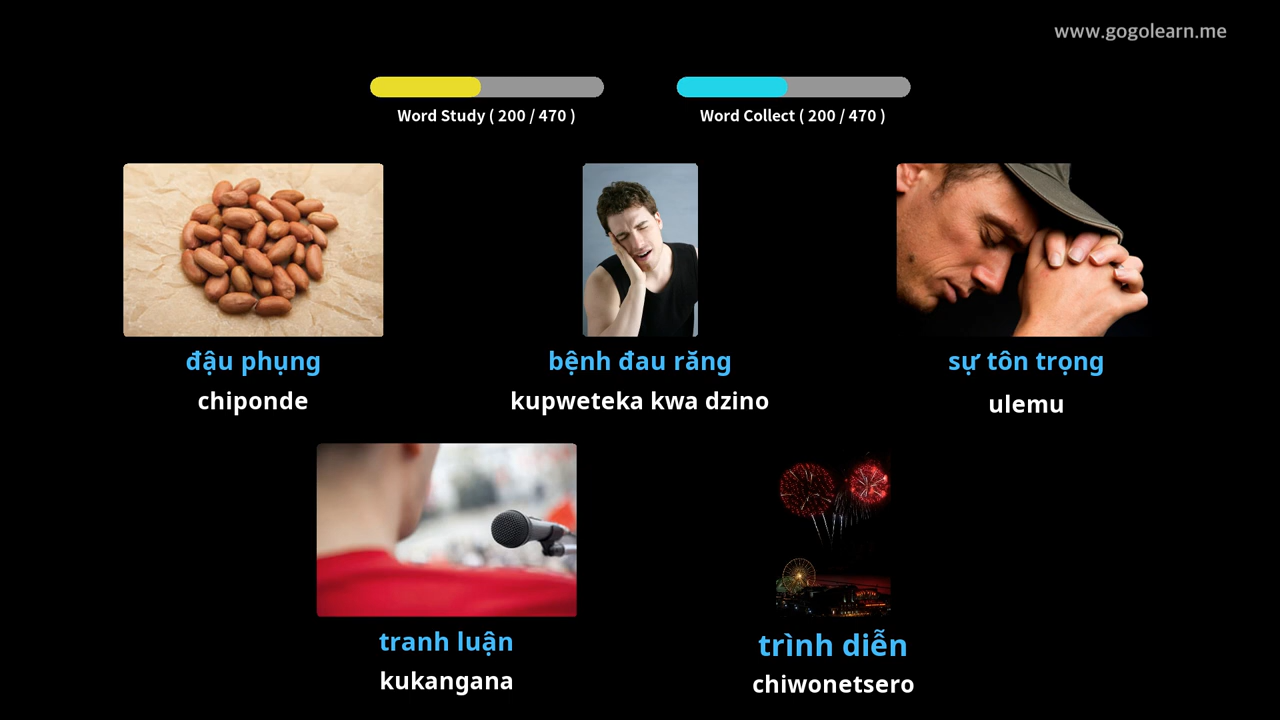 www.gogolearn.me
Word Study ( 200 / 470 )
Word Collect ( 200 / 470 )
đậu phụng
chiponde
bệnh đau răng
kupweteka kwa dzino
sự tôn trọng
ulemu
tranh luận
kukangana
trình diễn
chiwonetsero